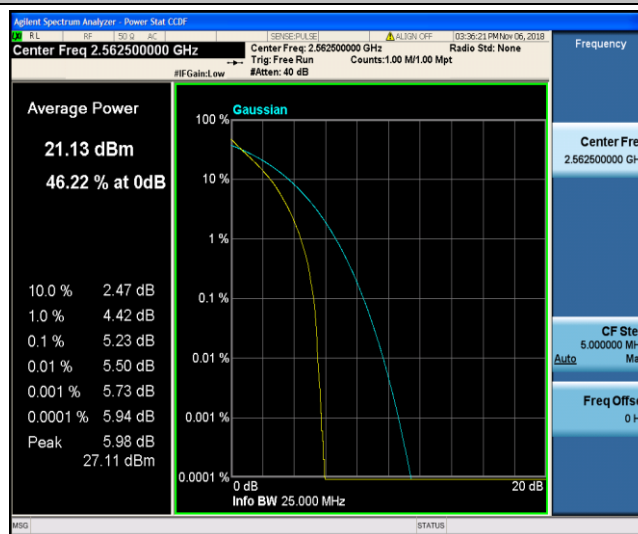 Agilent Spectrum Analyzer - Power Stat CCDF
RL RF 50 Ω AC SENSE:PULSE ALIGN OFF 03:36:21 PM Nov 06, 2018
Center Freq 2.562500000 GHz
Center Freq: 2.562500000 GHz Radio Std: None
Trig: Free Run Counts:1.00 M/1.00 Mpt
#IFGain:Low #Atten: 40 dB
Frequency
Average Power
21.13 dBm
46.22 % at 0dB
10.0 % 2.47 dB
1.0 % 4.42 dB
0.1 % 5.23 dB
0.01 % 5.50 dB
0.001 % 5.73 dB
0.0001 % 5.94 dB
Peak 5.98 dB
27.11 dBm
Gaussian
100 %
10 %
1 %
0.1 %
0.01 %
0.001 %
0.0001 %
0 dB 20 dB
Info BW 25.000 MHz
Center Fre
2.562500000 GH
CF Ste
5.000000 MH
Auto Ma
Freq Offs
0 H
MSG STATUS